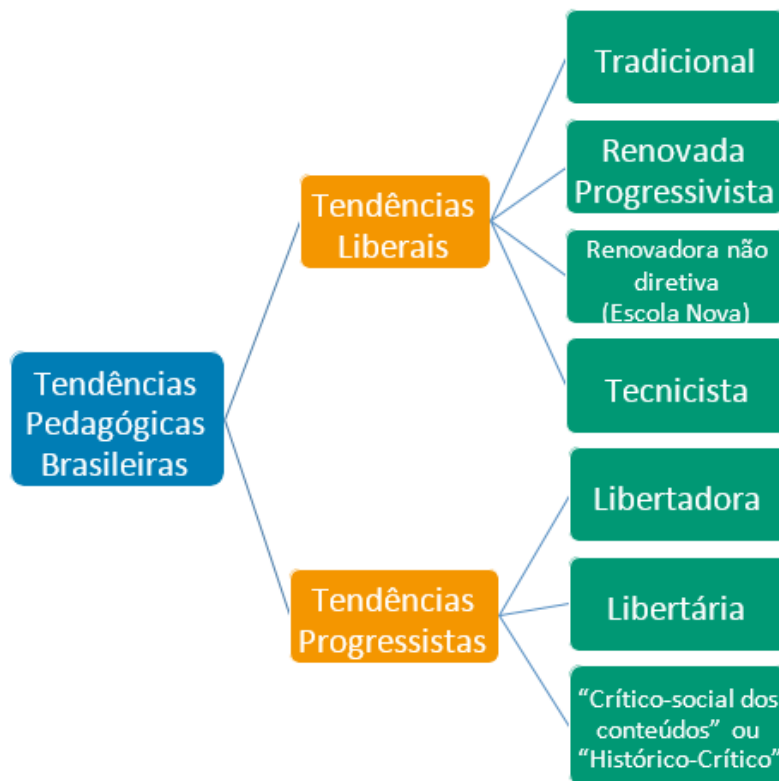 Tendências
Pedagógicas
Brasileiras
Tendências
Liberais
Tradicional
Renovada
Progressivista
Renovadora não
diretiva
(Escola Nova)
Tecnicista
Tendências
Progressistas
Libertadora
Libertária
“Crítico-social dos
conteúdos” ou
“Histórico-Crítico”